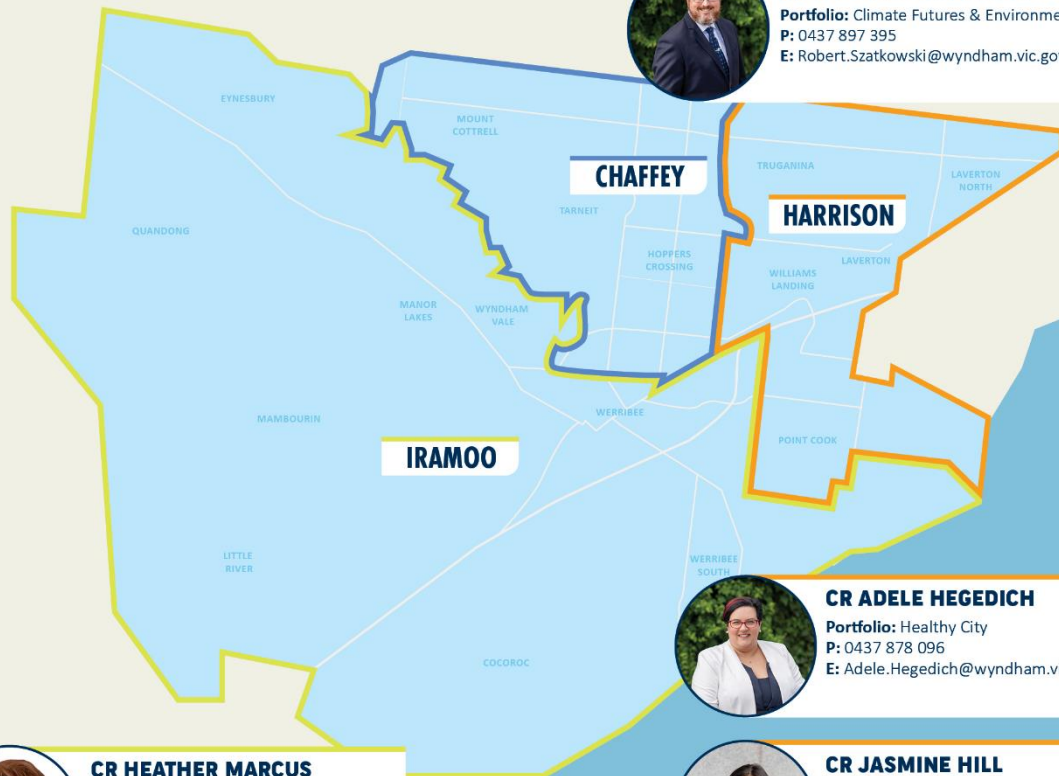 Portfolio: Climate Futures & Environme
P: 0437 897 395
E: Robert.Szatkowski@wyndham.vic.gov
EYNESBURY
MOUNT
COTTRELL
CHAFFEY
TRUGANINA
LAVERTON
NORTH
TARNEIT
HARRISON
QUANDONG
HOPPERS
CROSSING
LAVERTON
WILLIAMS
LANDING
MANOR
LAKES
WYNDHAM
VALE
MAMBOURIN
WERRIBEE
POINT COOK
IRAMOO
LITTLE
RIVER
WERRIBEE
SOUTH
CR ADELE HEGEDICH
Portfolio: Healthy City
P: 0437 878 096
E: Adele.Hegedich@wyndham.v
COCOROC
CR HEATHER MARCUS
CR JASMINE HILL